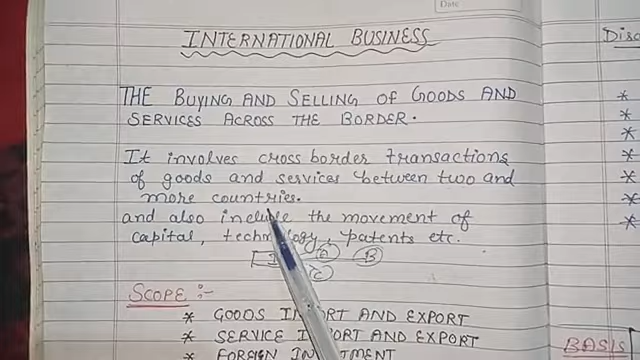 Date
INTERNATIONAL BUSINESS
THE BUYING AND SELLING OF GOODS AND
SERVICES ACROSS THE BORDER.
It involves cross border transactions
of goods and services between two and
more countries.
and also include the movement of
capital, technology, patents etc.
A B
C
SCOPE :-
* GOODS IMPORT AND EXPORT
* SERVICE IMPORT AND EXPORT
* FOREIGN INVESTMENT
*
*
*
*
*
*
BASIS